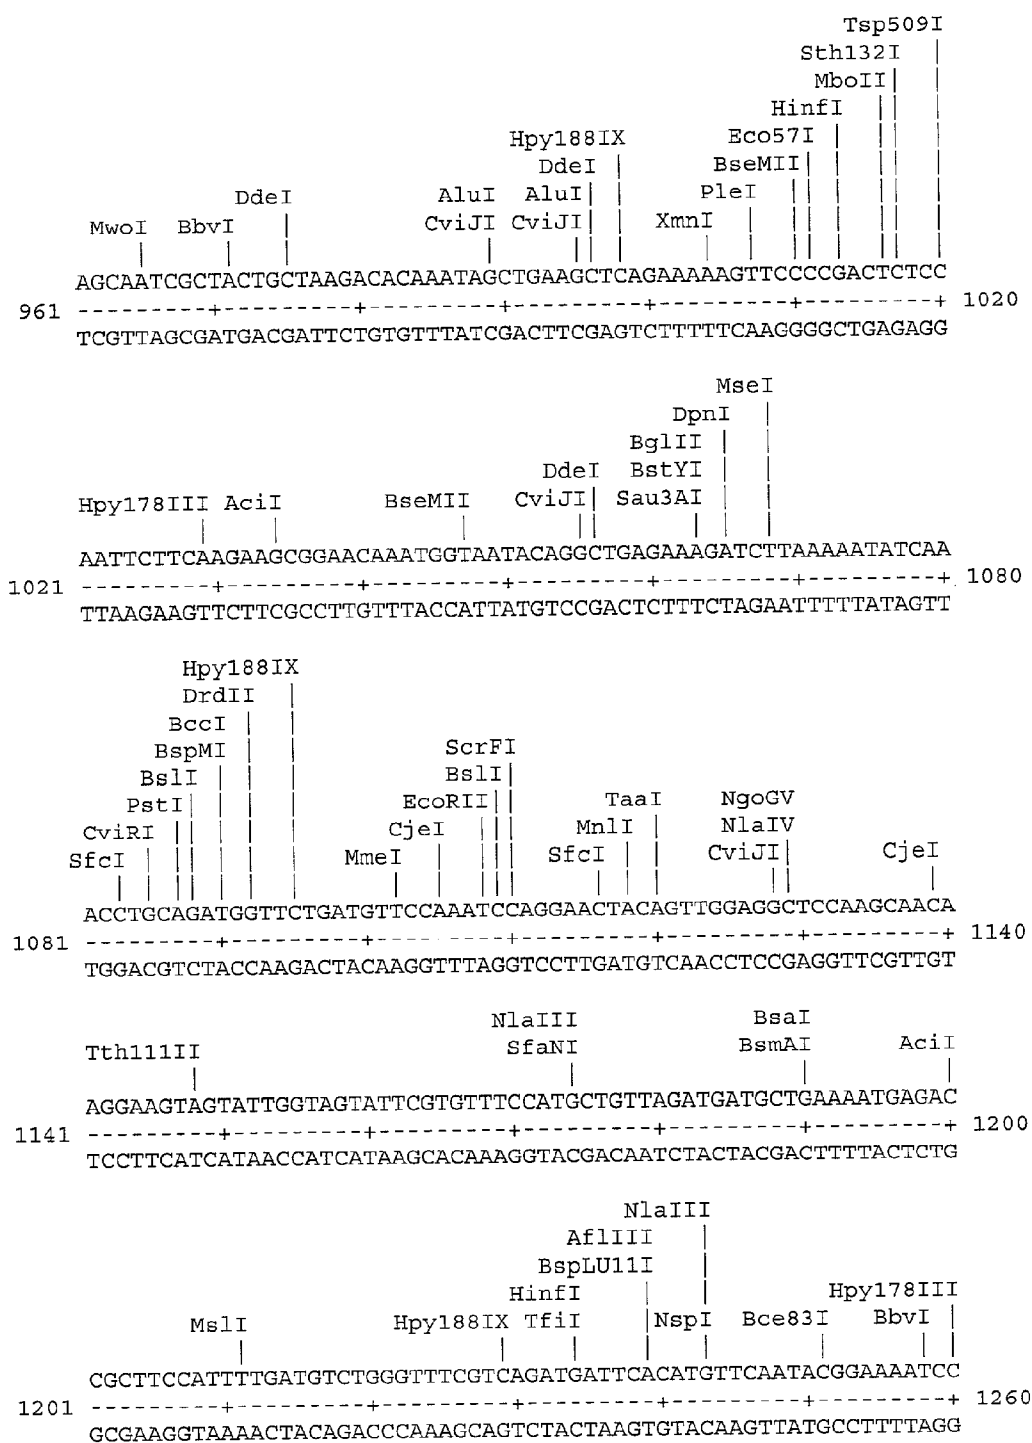 Tsp509I
Sth132I
MboII
HinfI
Hpy188IX Eco57I
DdeI BseMII
DdeI AluI AluI PleI
MwoI BbvI CviJI CviJI XmnI
AGCAATCGCTACTGCTAAGACACAAATAGCTGAAGCTCAGAAAAAGTTCCCCGACTCTCC
961 ---------+---------+---------+---------+---------+---------+ 1020
TCGTTAGCGATGACGATTCTGTGTTTATCGACTTCGAGTCTTTTTCAAGGGGCTGAGAGG
MseI
DpnI
BglII
DdeI BstYI
Hpy178III AciI BseMII CviJI Sau3AI
AATTCTTCAAGAAGCGGAACAAATGGTAATACAGGCTGAGAAAGATCTTAAAAATATCAA
1021 ---------+---------+---------+---------+---------+---------+ 1080
TTAAGAAGTTCTTCGCCTTGTTTACCATTATGTCCGACTCTTTCTAGAATTTTTATAGTT
Hpy188IX
DrdII
BccI
BspMI ScrFI
BslI BslI
PstI EcoRII TaaI NgoGV
CviRI CjeI MnlI NlaIV
SfcI MmeI SfcI CviJI CjeI
ACCTGCAGATGGTTCTGATGTTCCAAATCCAGGAACTACAGTTGGAGGCTCCAAGCAACA
1081 ---------+---------+---------+---------+---------+---------+ 1140
TGGACGTCTACCAAGACTACAAGGTTTAGGTCCTTGATGTCAACCTCCGAGGTTCGTTGT
NlaIII BsaI
Tth111II SfaNI BsmAI AciI
AGGAAGTAGTATTGGTAGTATTCGTGTTTCCATGCTGTTAGATGATGCTGAAAATGAGAC
1141 ---------+---------+---------+---------+---------+---------+ 1200
TCCTTCATCATAACCATCATAAGCACAAAGGTACGACAATCTACTACGACTTTTACTCTG
NlaIII
AflIII
BspLU11I
HinfI Hpy178III
MslI Hpy188IX TfiI NspI Bce83I BbvI
CGCTTCCATTTTGATGTCTGGGTTTCGTCAGATGATTCACATGTTCAATACGGAAAATCC
1201 ---------+---------+---------+---------+---------+---------+ 1260
GCGAAGGTAAAACTACAGACCCAAAGCAGTCTACTAAGTGTACAAGTTATGCCTTTTAGG